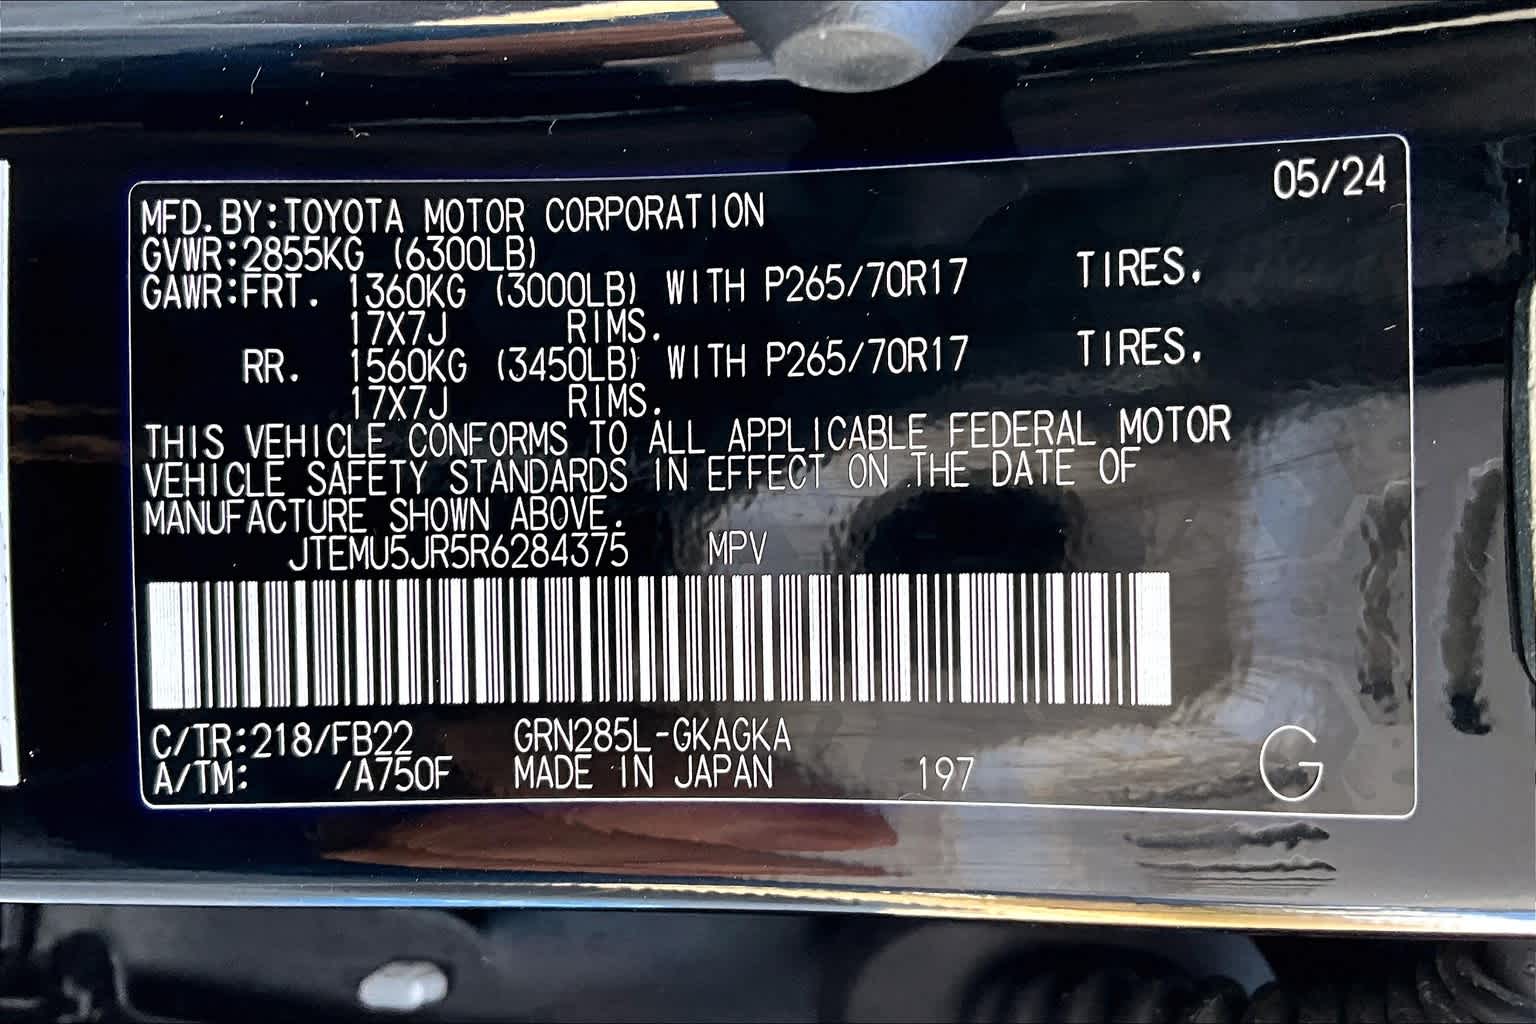 05/24
MFD.BY:TOYOTA MOTOR CORPORATION
GVWR:2855KG (6300LB)
GAWR:FRT. 1360KG (3000LB) WITH P265/70R17 TIRES.
17X7J RIMS.
RR. 1560KG (3450LB) WITH P265/70R17 TIRES.
17X7J RIMS.
THIS VEHICLE CONFORMS TO ALL APPLICABLE FEDERAL MOTOR
VEHICLE SAFETY STANDARDS IN EFFECT ON THE DATE OF
MANUFACTURE SHOWN ABOVE.
JTEMU5JR5R6284375 MPV
C/TR:218/FB22 GRN285L-GKAGKA
A/TM: /A750F MADE IN JAPAN 197 G